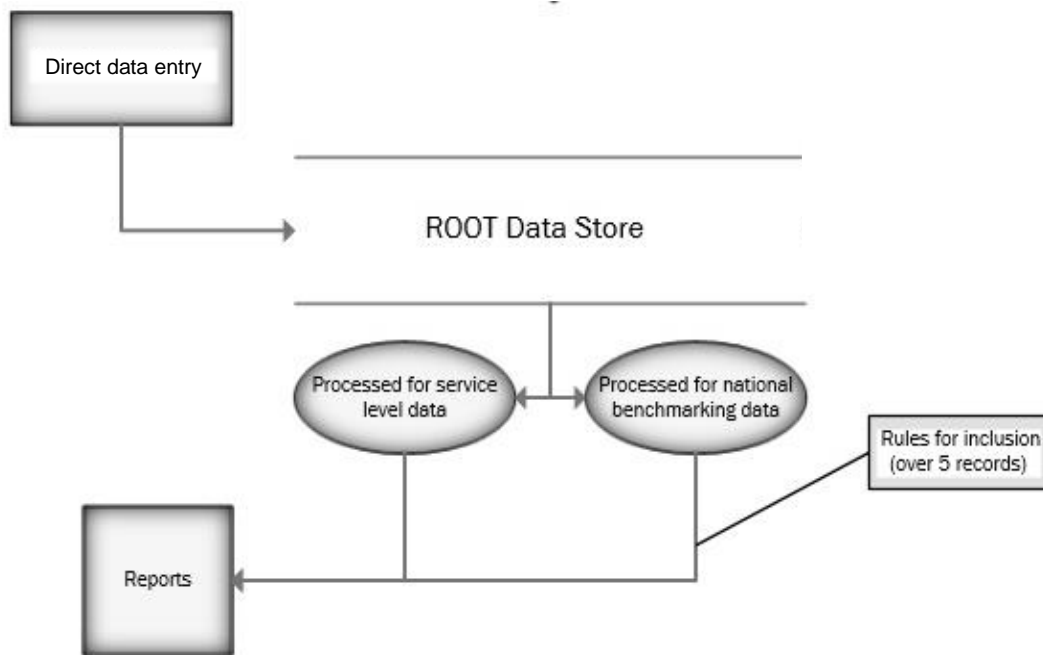 Direct data entry
ROOT Data Store
Processed for service
level data
Processed for national
benchmarking data
Rules for inclusion
(over 5 records)
Reports